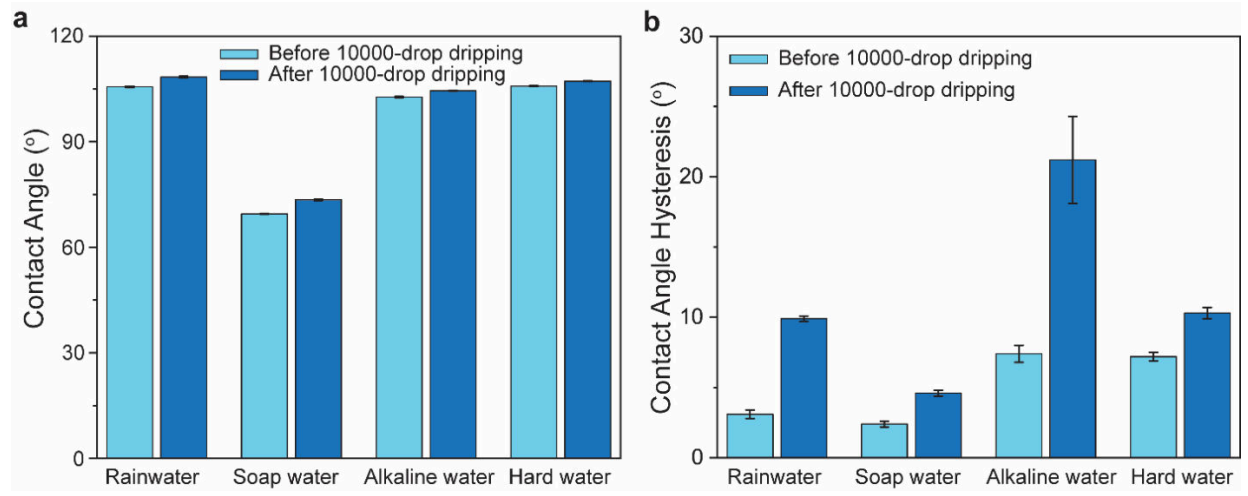 a
120
90
60
30
0
Contact Angle (º)
Before 10000-drop dripping
After 10000-drop dripping
Rainwater
Soap water
Alkaline water
Hard water
b
30
20
10
0
Contact Angle Hysteresis (º)
Before 10000-drop dripping
After 10000-drop dripping
Rainwater
Soap water
Alkaline water
Hard water